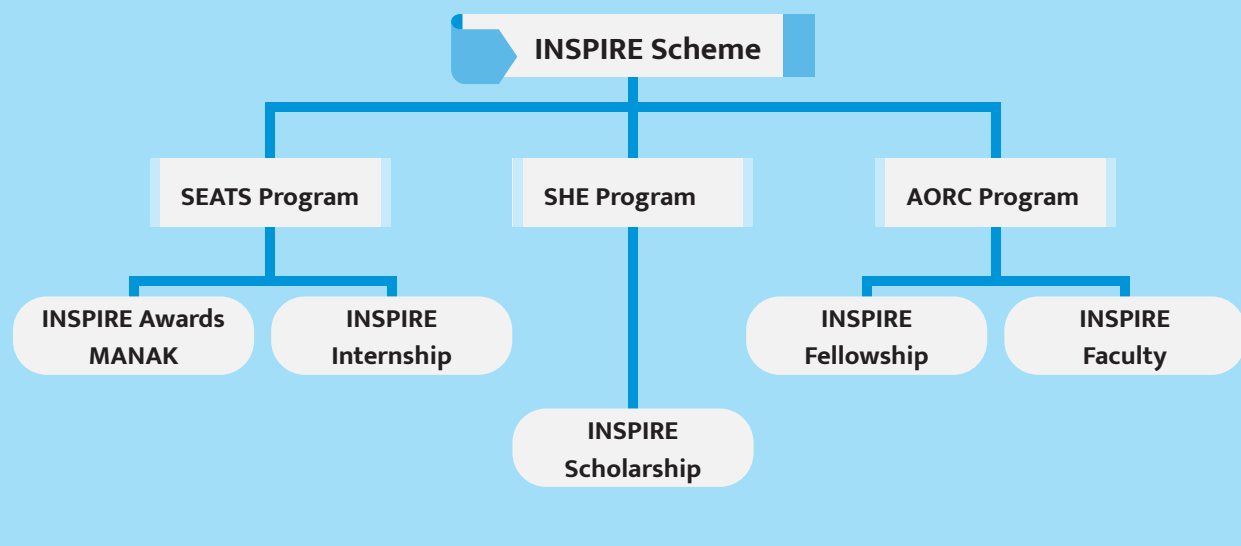 INSPIRE Scheme
SEATS Program
SHE Program
AORC Program
INSPIRE Awards
MANAK
INSPIRE
Internship
INSPIRE
Fellowship
INSPIRE
Faculty
INSPIRE
Scholarship